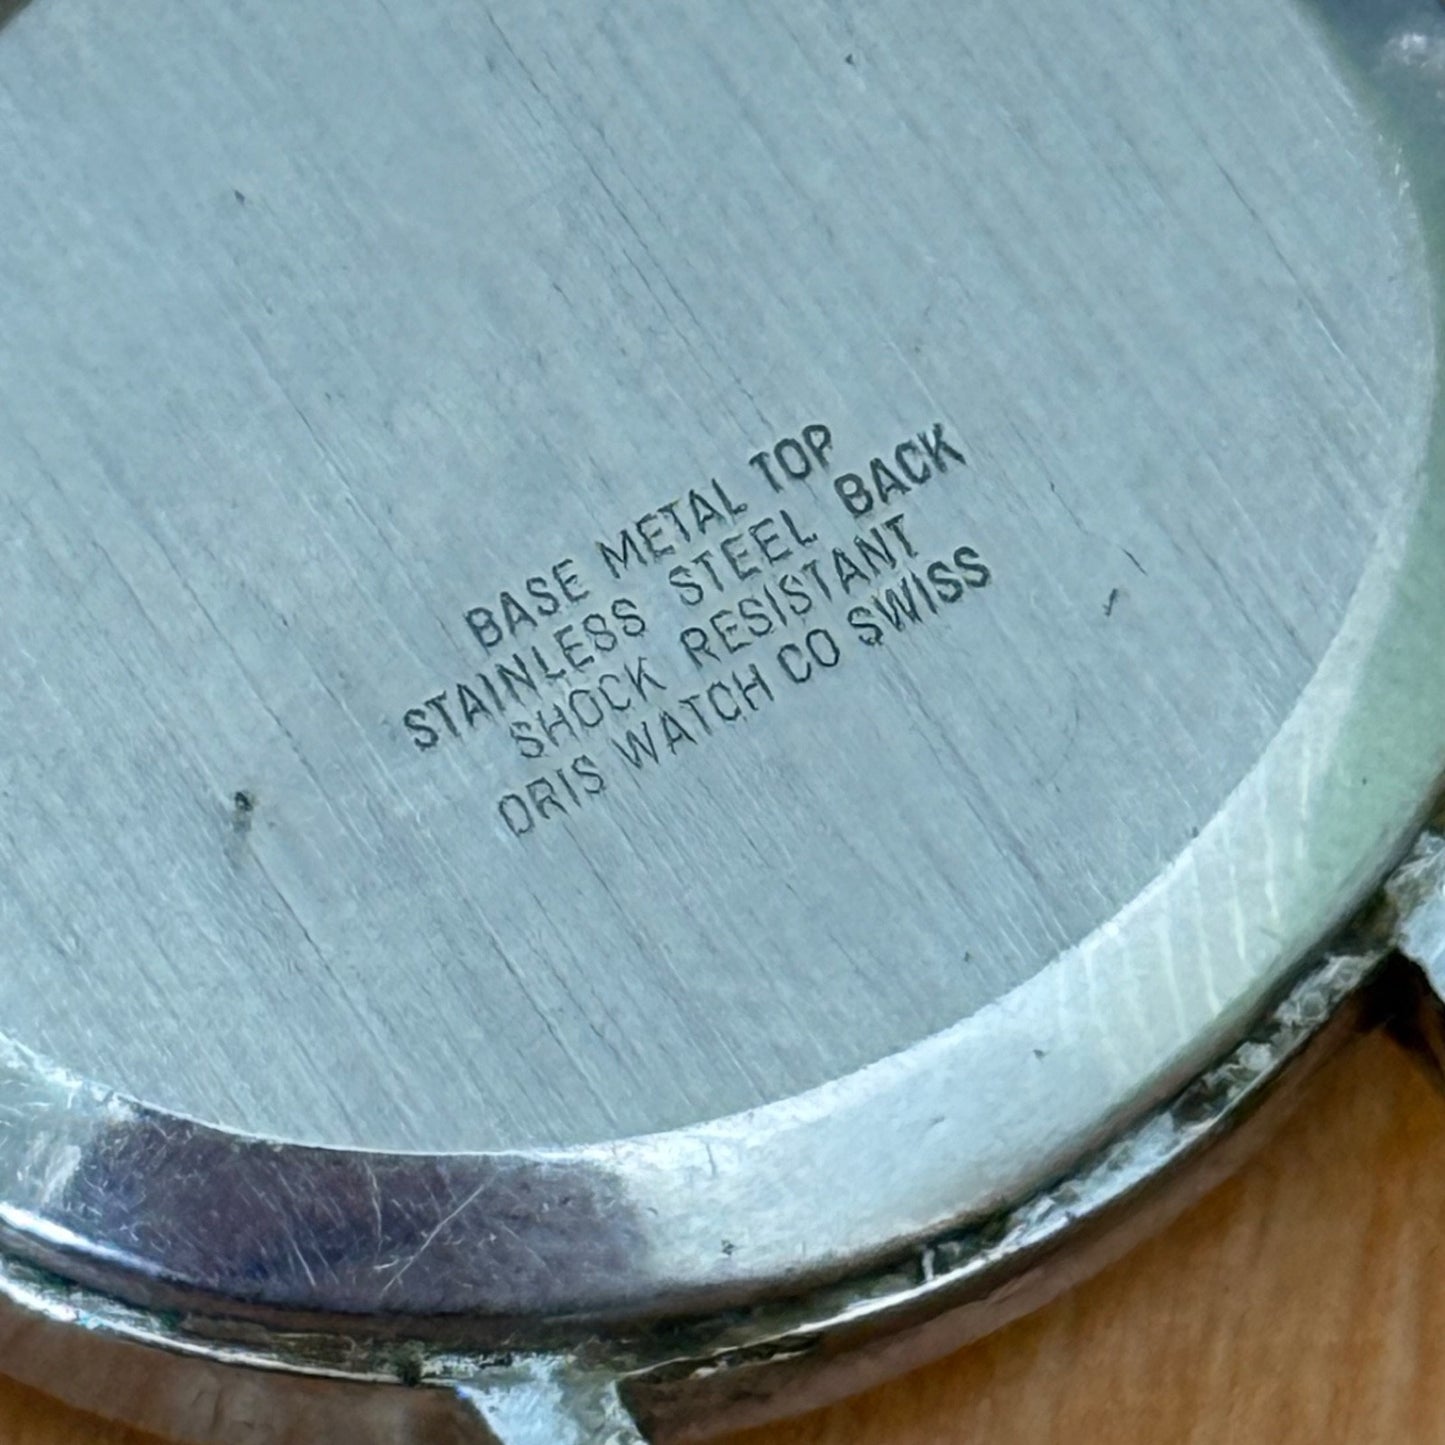 BASE METAL TOP
STAINLESS STEEL BACK
SHOCK RESISTANT
ORIS WATCH CO SWISS